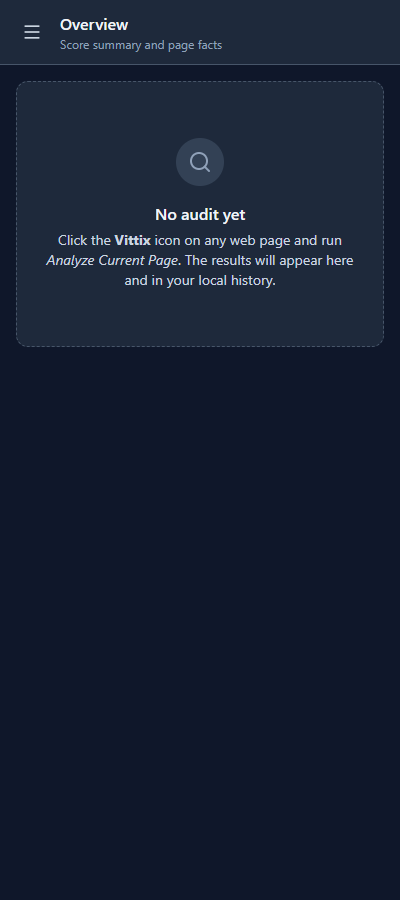 Overview
Score summary and page facts
No audit yet
Click the Vittix icon on any web page and run
Analyze Current Page. The results will appear here
and in your local history.